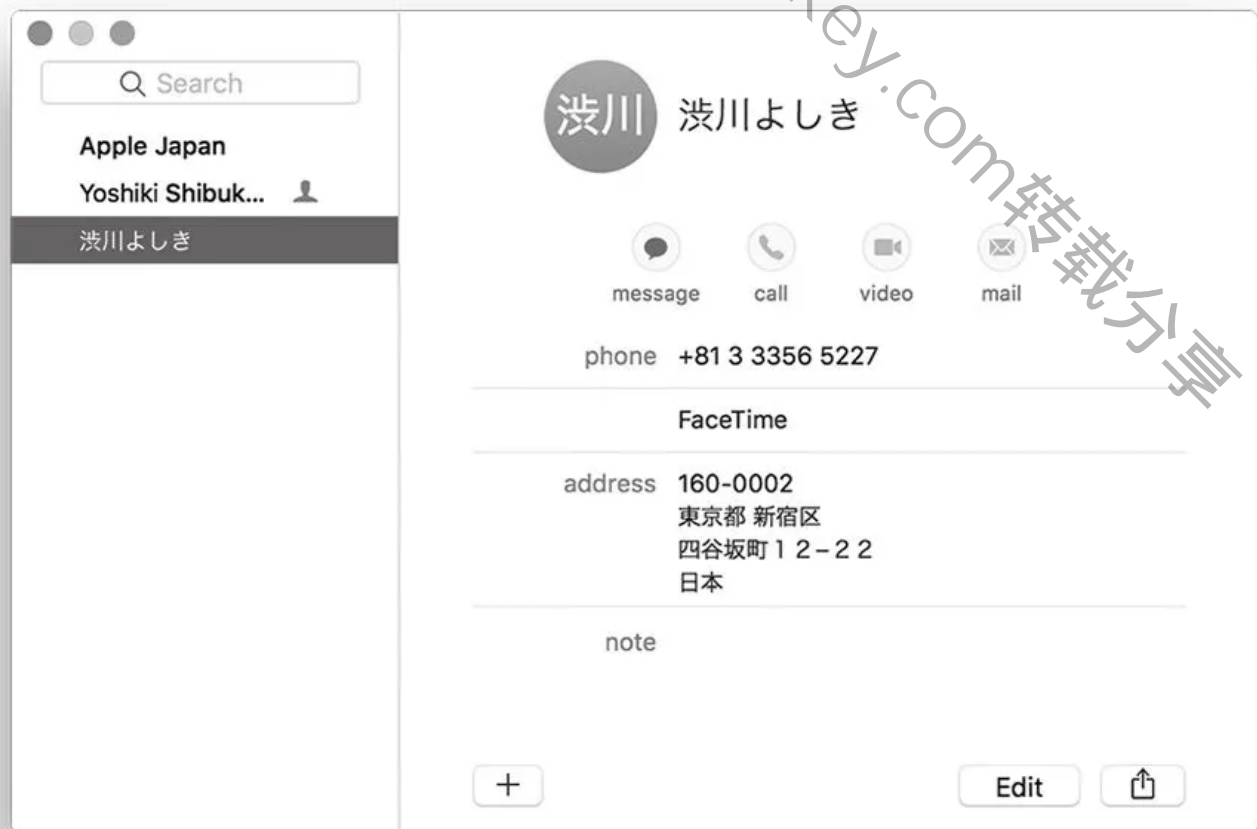 Search
Apple Japan
Yoshiki Shibuk...
渋川よしき
渋川
渋川よしき
message
call
video
mail
phone
+81 3 3356 5227
FaceTime
address
160-0002
東京都 新宿区
四谷坂町１２−２２
日本
note
+
Edit
key.com转载分享